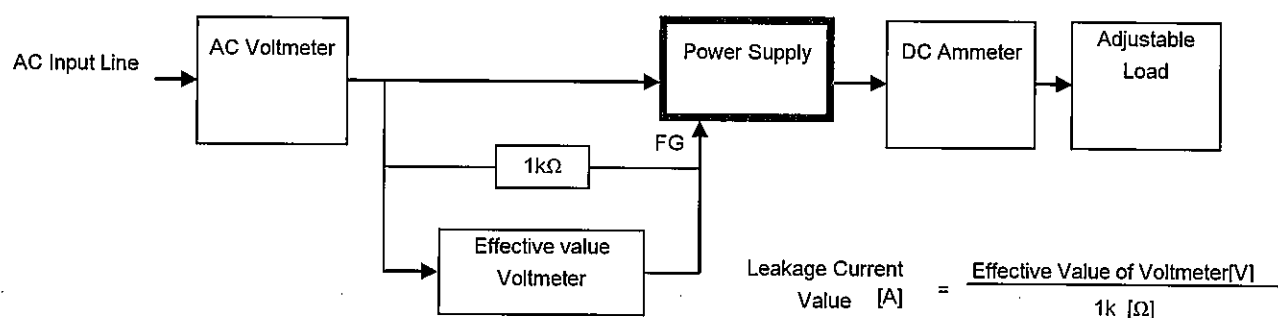 AC Input Line
AC Voltmeter
Power Supply
DC Ammeter
Adjustable
Load
FG
1kΩ
Effective value
Voltmeter
Leakage Current
Value [A]
=
Effective Value of Voltmeter[V]
1k [Ω]